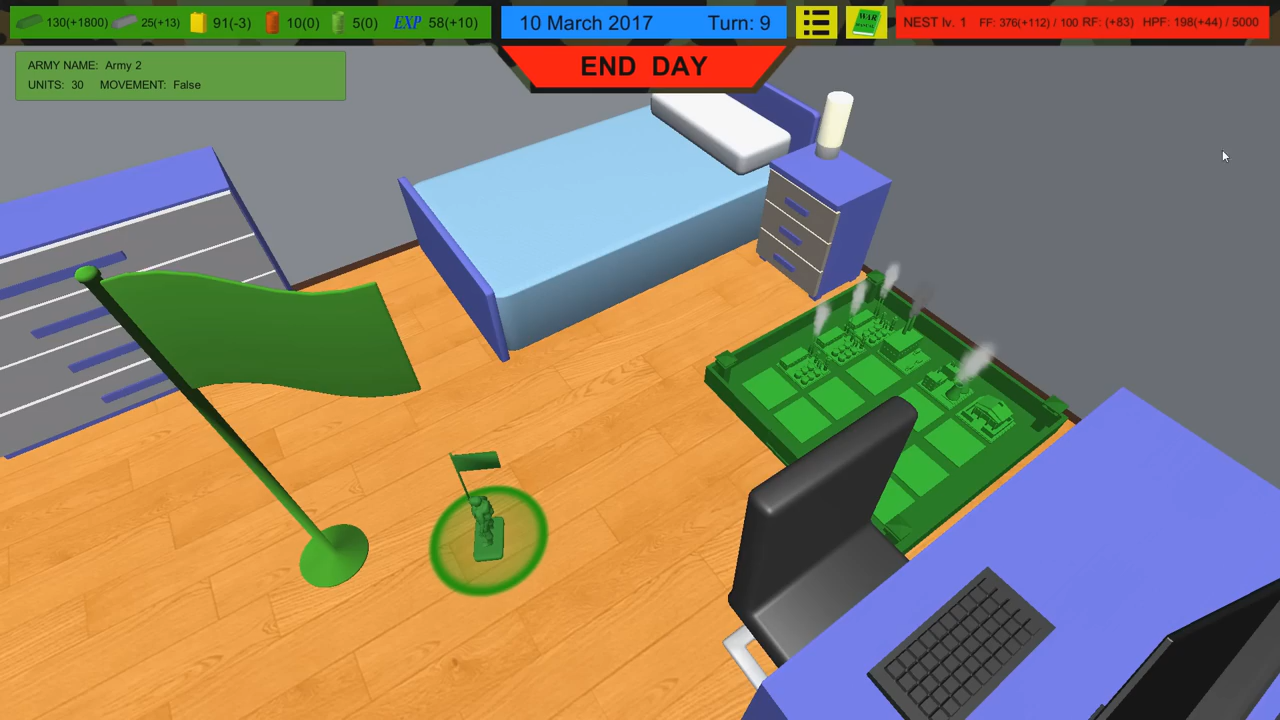 130(+1800) 25(+13) 91(-3) 10(0) 5(0) EXP 58(+10)
10 March 2017 Turn: 9
WAR MANUAL
NEST lv. 1 FF: 376(+112) / 100 RF: (+83) HPF: 198(+44) / 5000
END DAY
ARMY NAME: Army 2
UNITS: 30 MOVEMENT: False